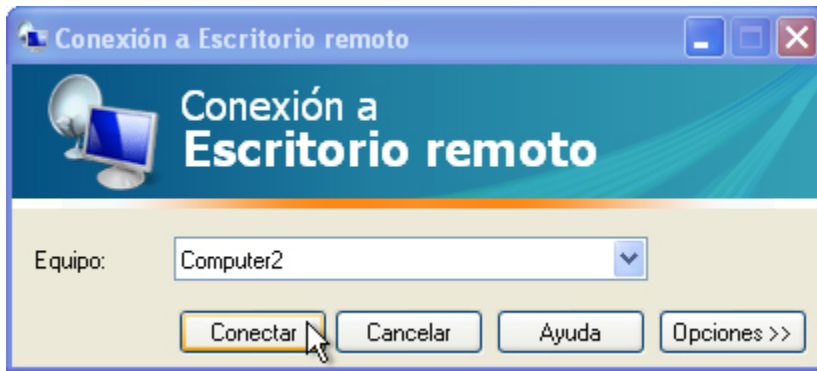 Conexión a Escritorio remoto
Conexión a
Escritorio remoto
Equipo: Computer2
Conectar Cancelar Ayuda Opciones >>